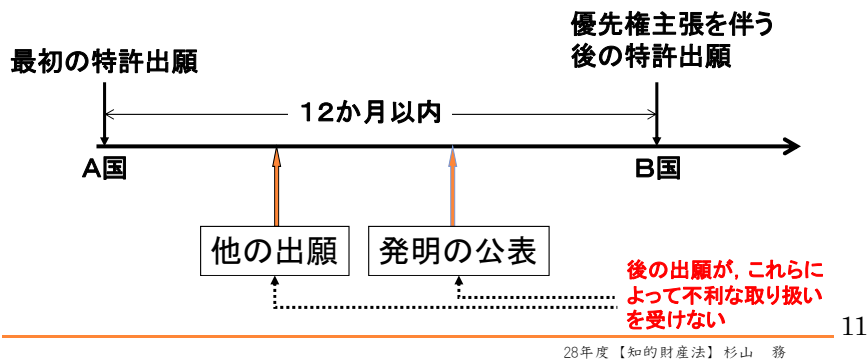 優先権主張を伴う
後の特許出願
最初の特許出願
12か月以内
A国
B国
他の出願
発明の公表
後の出願が，これらに
よって不利な取り扱い
を受けない
11
28年度【知的財産法】杉山　務